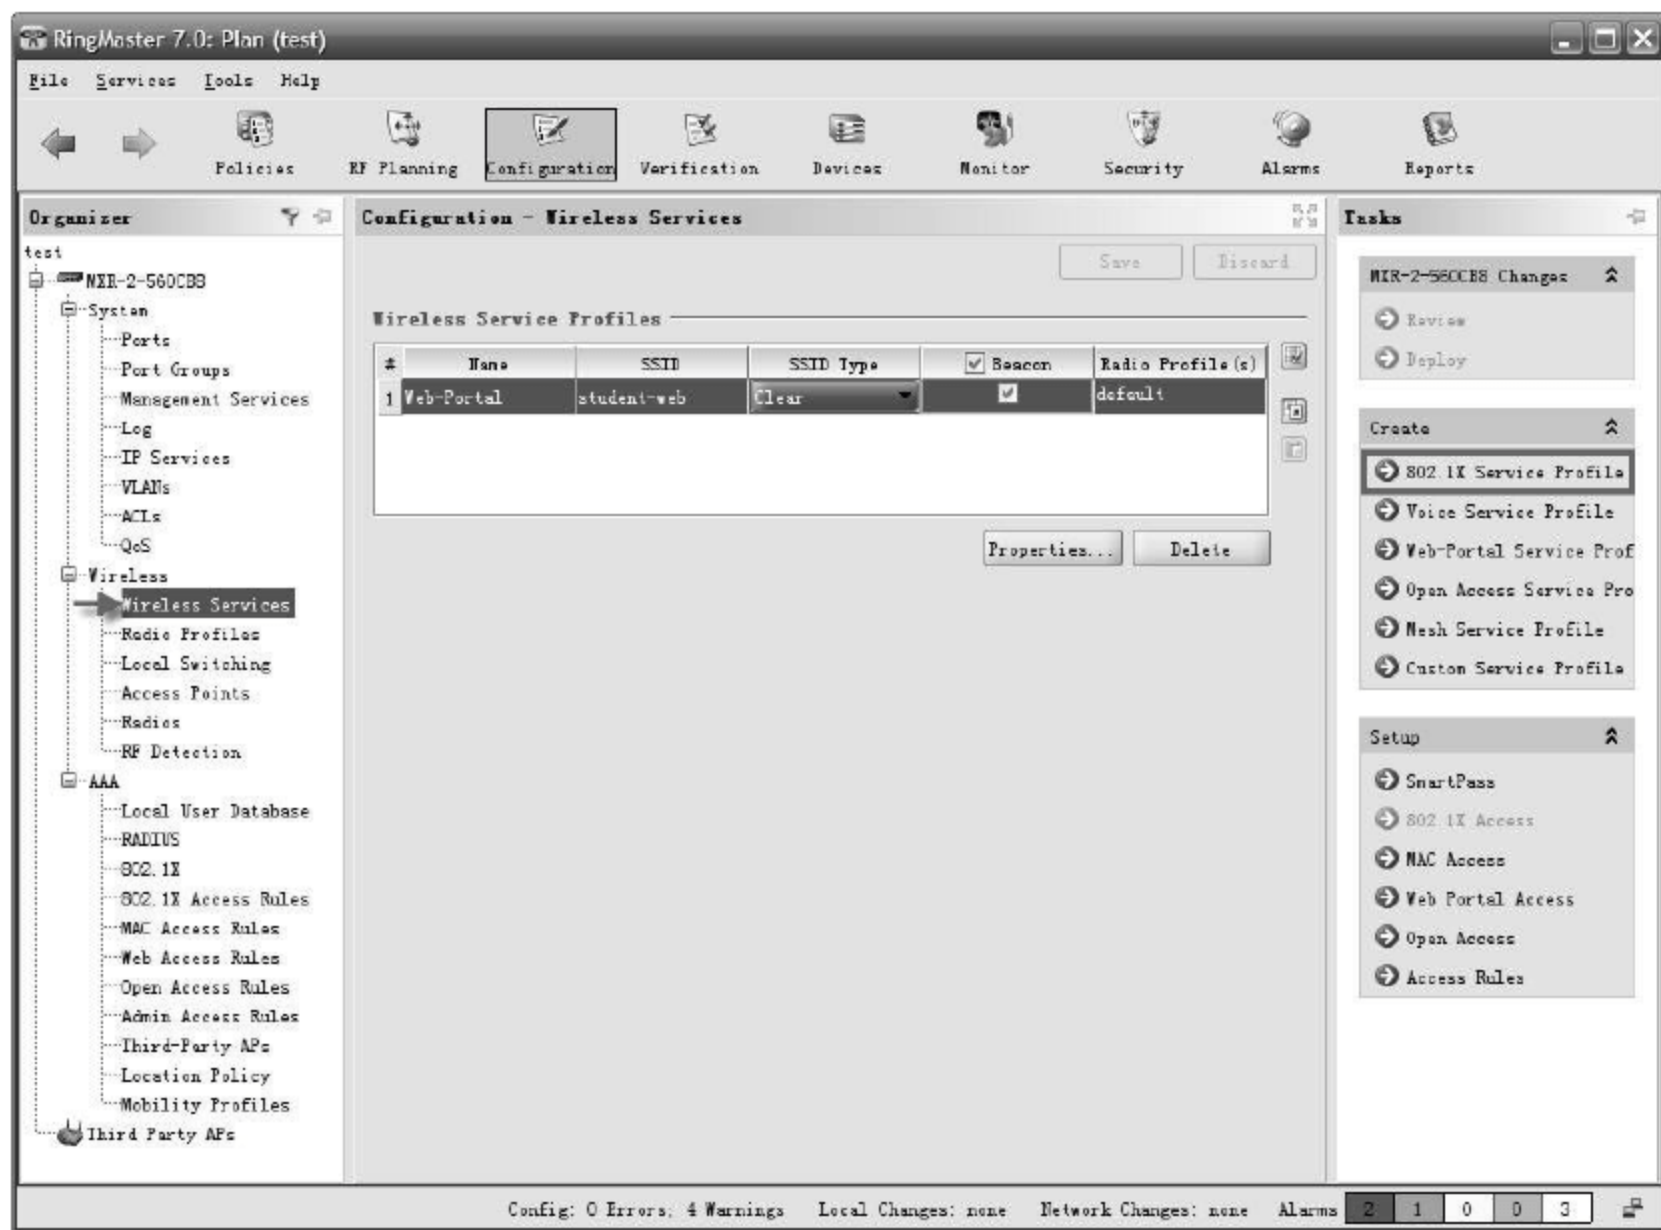 RingMaster 7.0: Plan (test)
File Services Tools Help
Policies RF Planning Configuration Verification Devices Monitor Security Alarms Reports
Organizer
test
MXR-2-560CB8
System
Ports
Port Groups
Management Services
Log
IP Services
VLANs
ACLs
QoS
Wireless
Wireless Services
Radio Profiles
Local Switching
Access Points
Radios
RF Detection
AAA
Local User Database
RADIUS
802.1X
802.1X Access Rules
MAC Access Rules
Web Access Rules
Open Access Rules
Admin Access Rules
Third-Party APs
Location Policy
Mobility Profiles
Third Party APs
Configuration - Wireless Services
Save Discard
Wireless Service Profiles
# Name SSID SSID Type Beacon Radio Profile(s)
1 Web-Portal student-web Clear default
Properties... Delete
Tasks
MXR-2-560CB8 Changes
Review
Deploy
Create
802.1X Service Profile
Voice Service Profile
Web-Portal Service Prof
Open Access Service Pro
Mesh Service Profile
Custom Service Profile
Setup
SmartPass
802.1X Access
MAC Access
Web Portal Access
Open Access
Access Rules
Config: 0 Errors, 4 Warnings Local Changes: none Network Changes: none Alarms 2 1 0 0 3